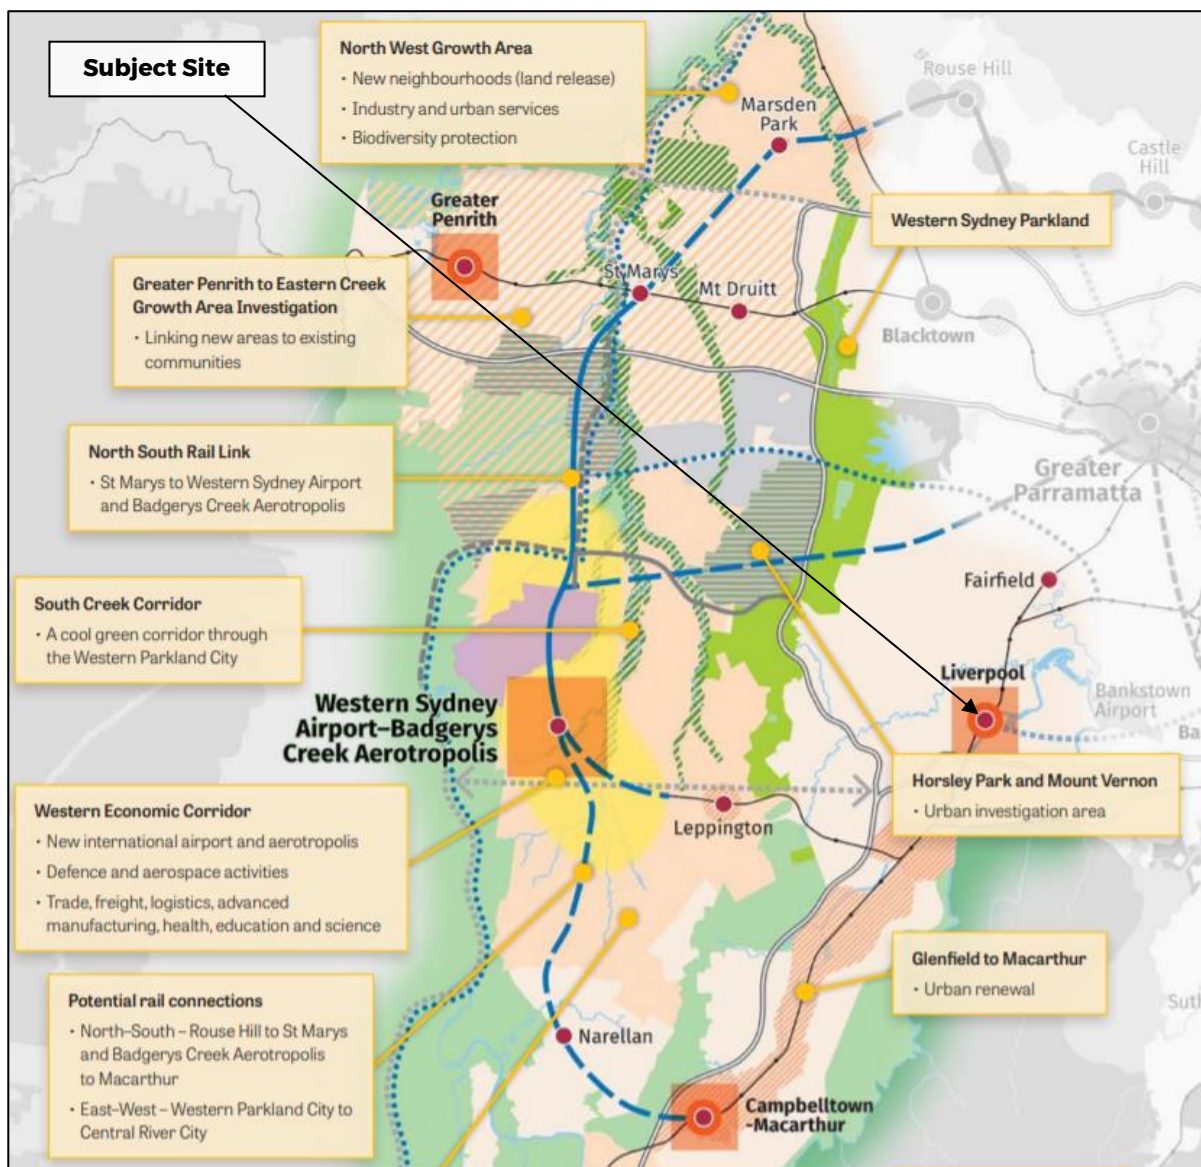 Subject Site
North West Growth Area
· New neighbourhoods (land release)
· Industry and urban services
· Biodiversity protection
Rouse Hill
Marsden
Park
Castle
Hill
Greater
Penrith
Western Sydney Parkland
St Marys
Mt Druitt
Greater Penrith to Eastern Creek
Growth Area Investigation
· Linking new areas to existing
communities
Blacktown
North South Rail Link
· St Marys to Western Sydney Airport
and Badgerys Creek Aerotropolis
Greater
Parramatta
Fairfield
South Creek Corridor
· A cool green corridor through
the Western Parkland City
Liverpool
Bankstown
Airport
Ba
Western Sydney
Airport–Badgerys
Creek Aerotropolis
Horsley Park and Mount Vernon
· Urban investigation area
Leppington
Western Economic Corridor
· New international airport and aerotropolis
· Defence and aerospace activities
· Trade, freight, logistics, advanced
manufacturing, health, education and science
Glenfield to Macarthur
· Urban renewal
Sut
Potential rail connections
· North–South – Rouse Hill to St Marys
and Badgerys Creek Aerotropolis
to Macarthur
· East–West – Western Parkland City to
Central River City
Narellan
Campbelltown
-Macarthur